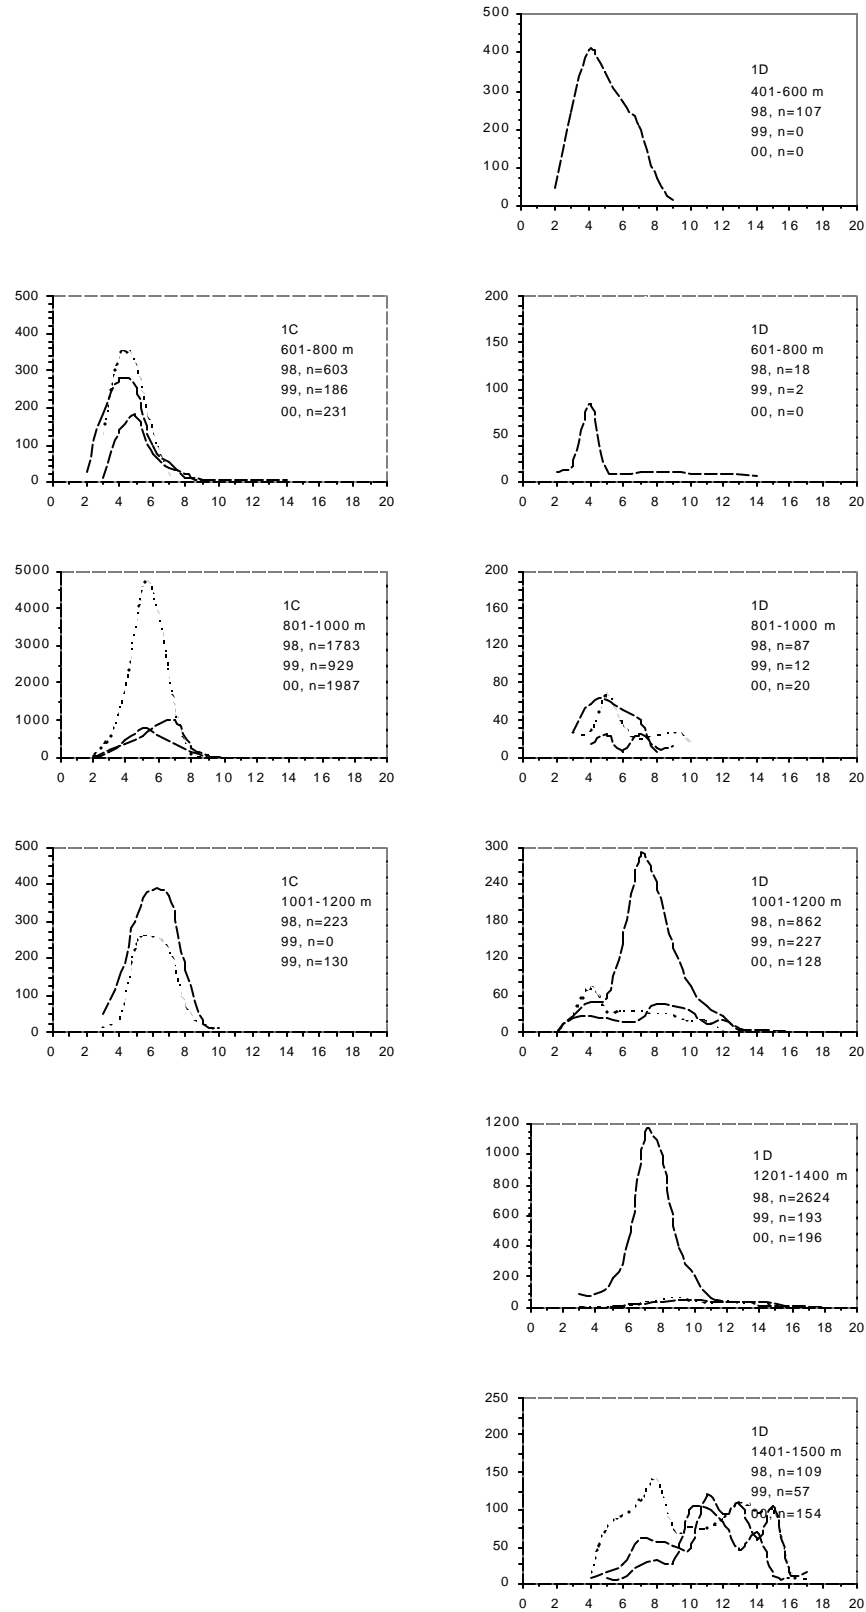 500
400
300
200
100
0
0 2 4 6 8 10 12 14 16 18 20
1D
401-600 m
98, n=107
99, n=0
00, n=0
500
400
300
200
100
0
0 2 4 6 8 10 12 14 16 18 20
1C
601-800 m
98, n=603
99, n=186
00, n=231
200
150
100
50
0
0 2 4 6 8 10 12 14 16 18 20
1D
601-800 m
98, n=18
99, n=2
00, n=0
5000
4000
3000
2000
1000
0
0 2 4 6 8 10 12 14 16 18 20
1C
801-1000 m
98, n=1783
99, n=929
00, n=1987
200
160
120
80
40
0
0 2 4 6 8 10 12 14 16 18 20
1D
801-1000 m
98, n=87
99, n=12
00, n=20
500
400
300
200
100
0
0 2 4 6 8 10 12 14 16 18 20
1C
1001-1200 m
98, n=223
99, n=0
99, n=130
300
240
180
120
60
0
0 2 4 6 8 10 12 14 16 18 20
1D
1001-1200 m
98, n=862
99, n=227
00, n=128
1200
1000
800
600
400
200
0
0 2 4 6 8 10 12 14 16 18 20
1D
1201-1400 m
98, n=2624
99, n=193
00, n=196
250
200
150
100
50
0
0 2 4 6 8 10 12 14 16 18 20
1D
1401-1500 m
98, n=109
99, n=57
00, n=154